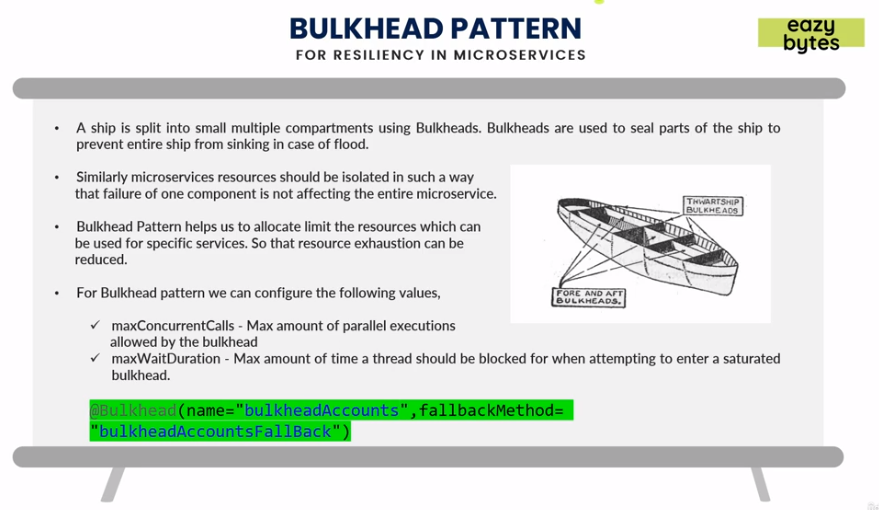 BULKHEAD PATTERN
FOR RESILIENCY IN MICROSERVICES
eazy
bytes
• A ship is split into small multiple compartments using Bulkheads. Bulkheads are used to seal parts of the ship to
prevent entire ship from sinking in case of flood.
• Similarly microservices resources should be isolated in such a way
that failure of one component is not affecting the entire microservice.
• Bulkhead Pattern helps us to allocate limit the resources which can
be used for specific services. So that resource exhaustion can be
reduced.
• For Bulkhead pattern we can configure the following values,
✓ maxConcurrentCalls - Max amount of parallel executions
allowed by the bulkhead
✓ maxWaitDuration - Max amount of time a thread should be blocked for when attempting to enter a saturated
bulkhead.
@Bulkhead(name="bulkheadAccounts",fallbackMethod=
"bulkheadAccountsFallBack")
THWARTSHIP
BULKHEADS
FORE AND AFT
BULKHEADS.